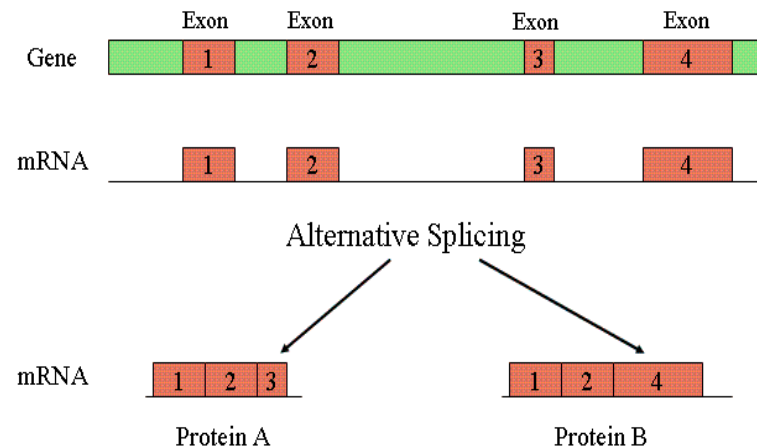 Exon Exon Exon Exon
Gene 1 2 3 4
mRNA 1 2 3 4
Alternative Splicing
mRNA 1 2 3 1 2 4
Protein A Protein B